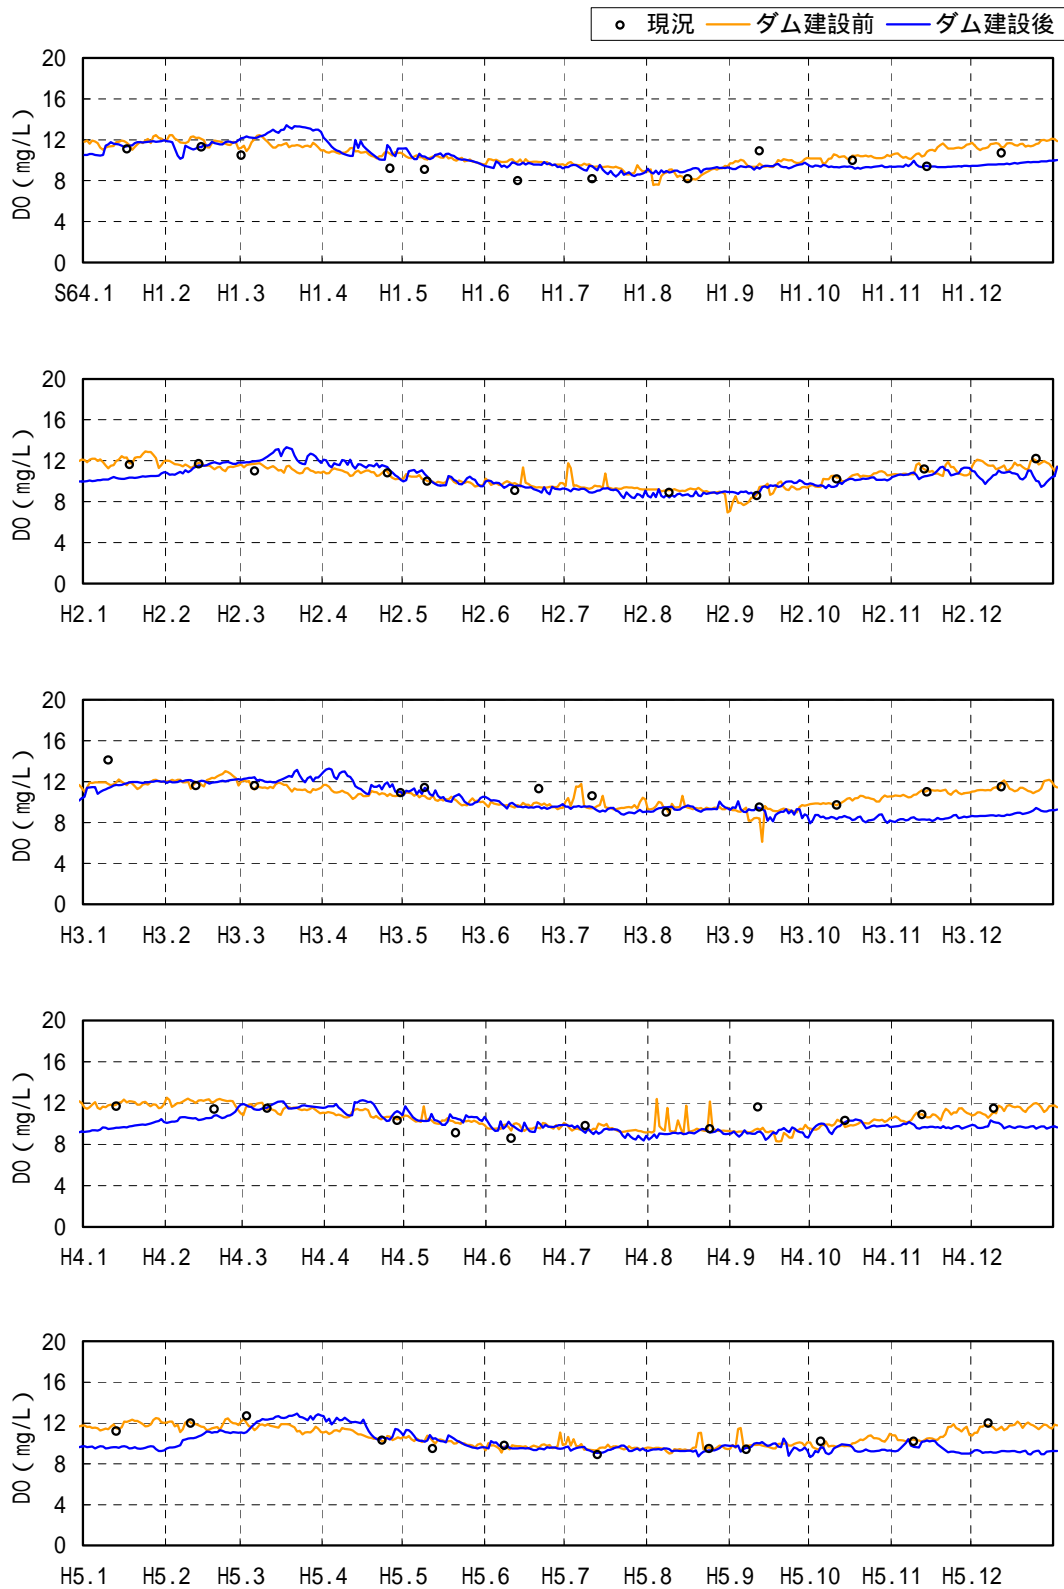 現況 ダム建設前 ダム建設後
20
16
12
8
4
0
DO(mg/L)
S64.1 H1.2 H1.3 H1.4 H1.5 H1.6 H1.7 H1.8 H1.9 H1.10 H1.11 H1.12
20
16
12
8
4
0
DO(mg/L)
H2.1 H2.2 H2.3 H2.4 H2.5 H2.6 H2.7 H2.8 H2.9 H2.10 H2.11 H2.12
20
16
12
8
4
0
DO(mg/L)
H3.1 H3.2 H3.3 H3.4 H3.5 H3.6 H3.7 H3.8 H3.9 H3.10 H3.11 H3.12
20
16
12
8
4
0
DO(mg/L)
H4.1 H4.2 H4.3 H4.4 H4.5 H4.6 H4.7 H4.8 H4.9 H4.10 H4.11 H4.12
20
16
12
8
4
0
DO(mg/L)
H5.1 H5.2 H5.3 H5.4 H5.5 H5.6 H5.7 H5.8 H5.9 H5.10 H5.11 H5.12